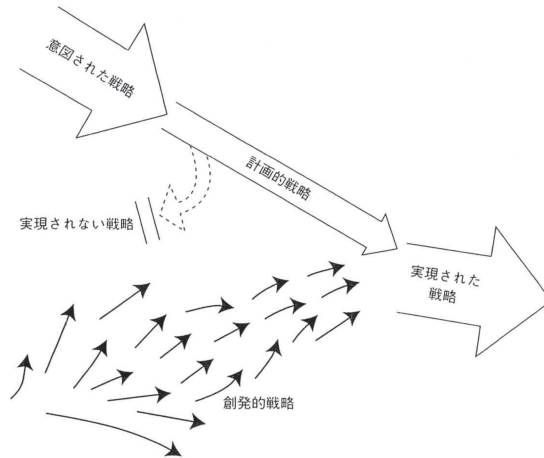 意図された戦略
計画的戦略
実現されない戦略
実現された
戦略
創発的戦略